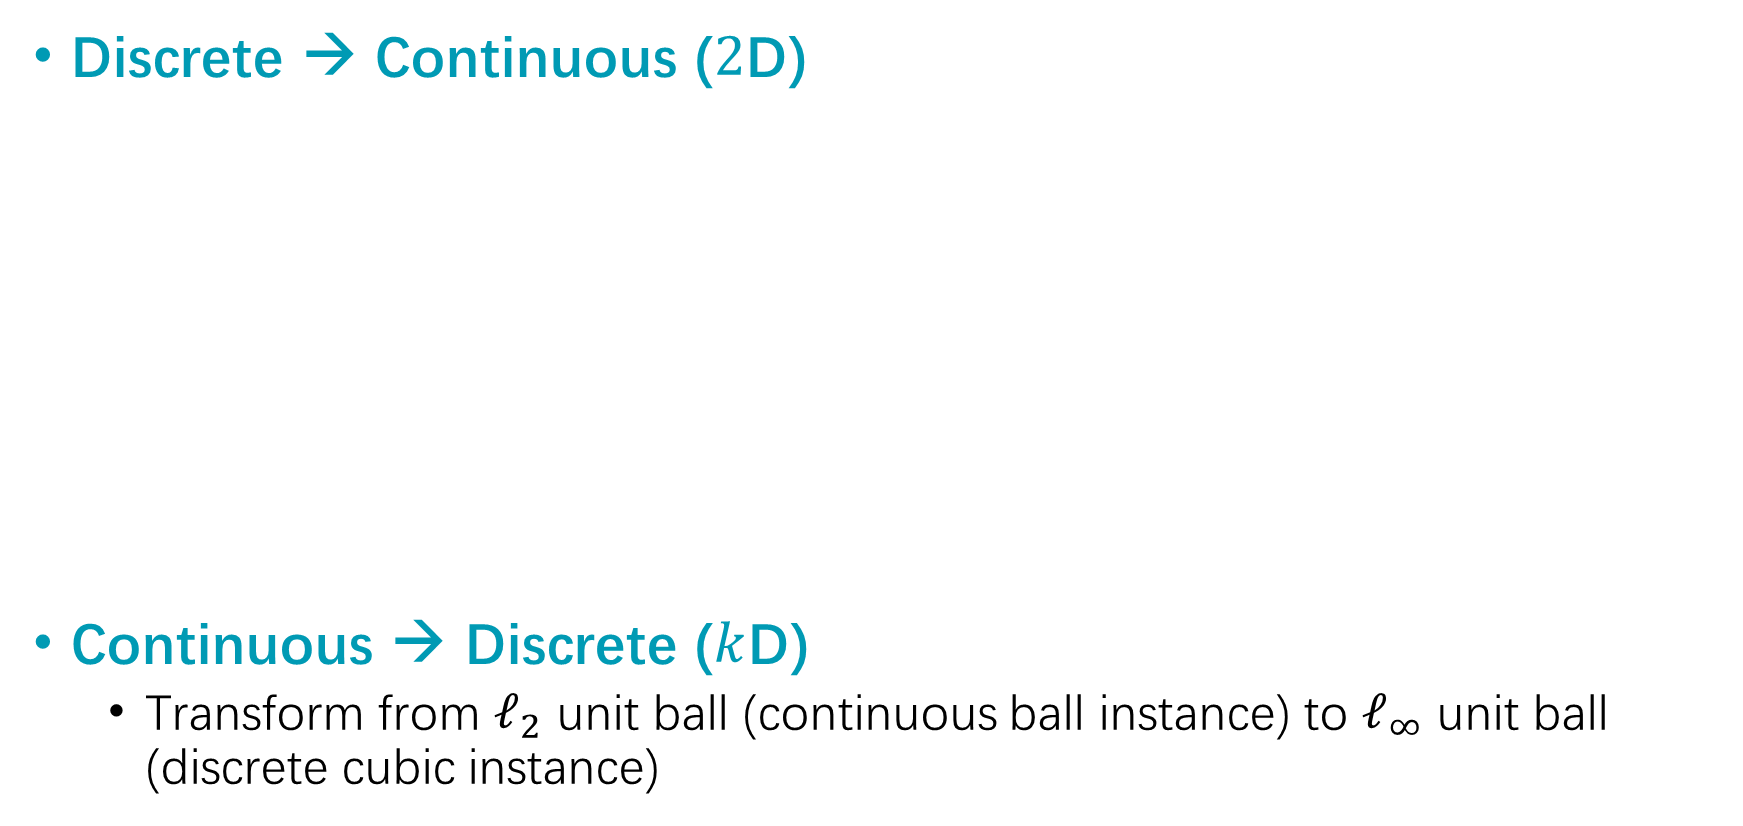 • Discrete → Continuous (2D)
• Continuous → Discrete (kD)
• Transform from ℓ₂ unit ball (continuous ball instance) to ℓ∞ unit ball
(discrete cubic instance)